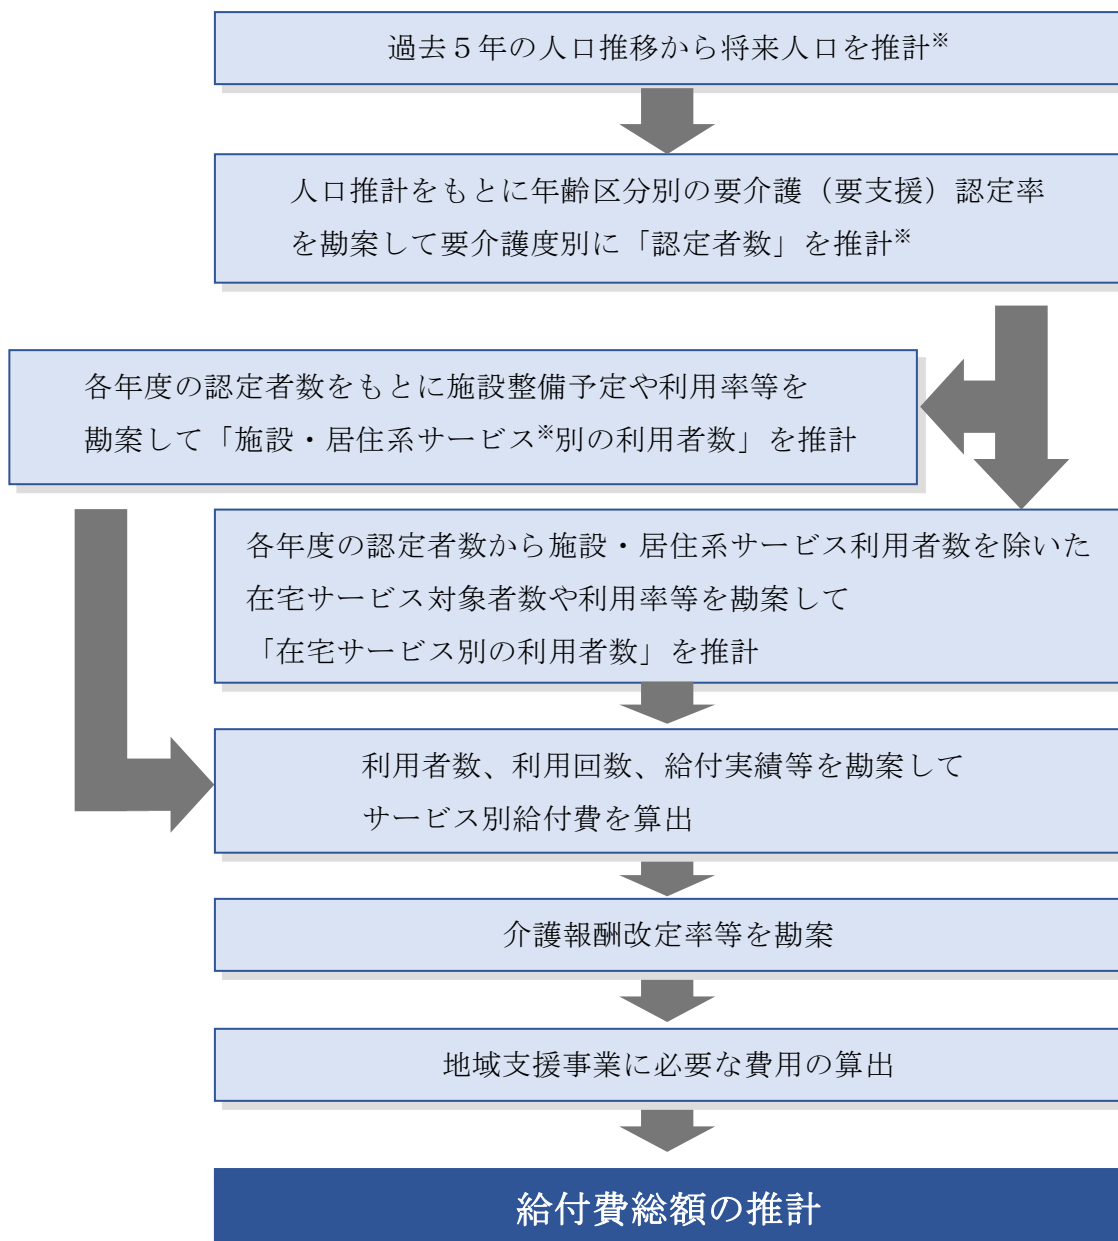 過去５年の人口推移から将来人口を推計※
人口推計をもとに年齢区分別の要介護（要支援）認定率
を勘案して要介護度別に「認定者数」を推計※
各年度の認定者数をもとに施設整備予定や利用率等を
勘案して「施設・居住系サービス※別の利用者数」を推計
各年度の認定者数から施設・居住系サービス利用者数を除いた
在宅サービス対象者数や利用率等を勘案して
「在宅サービス別の利用者数」を推計
利用者数、利用回数、給付実績等を勘案して
サービス別給付費を算出
介護報酬改定率等を勘案
地域支援事業に必要な費用の算出
給付費総額の推計